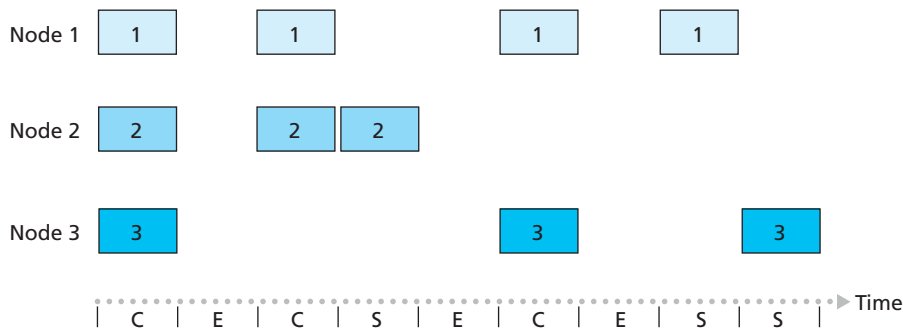 Node 1 1 1 1 1
Node 2 2 2 2
Node 3 3 3 3
Time
C E C S E C E S S